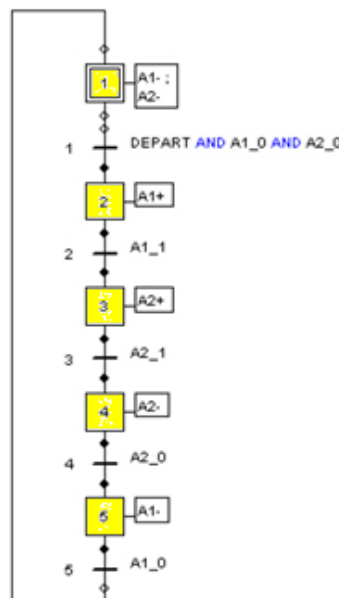 1 A1- ;
A2-
1 DEPART AND A1_0 AND A2_0
2 A1+
2 A1_1
3 A2+
3 A2_1
4 A2-
4 A2_0
5 A1-
5 A1_0